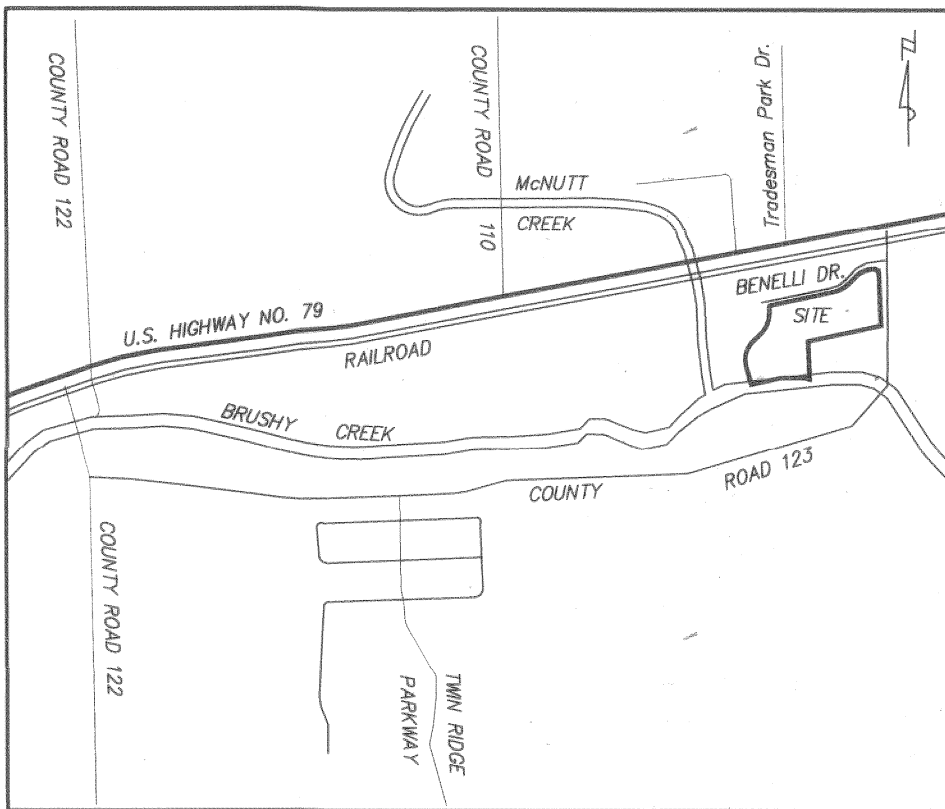 COUNTY ROAD 122
COUNTY ROAD
110
Tradesman Park Dr.
N
McNUTT
CREEK
BENELLI DR.
SITE
U.S. HIGHWAY NO. 79
RAILROAD
BRUSHY
CREEK
ROAD 123
COUNTY
COUNTY ROAD 122
TWIN RIDGE
PARKWAY